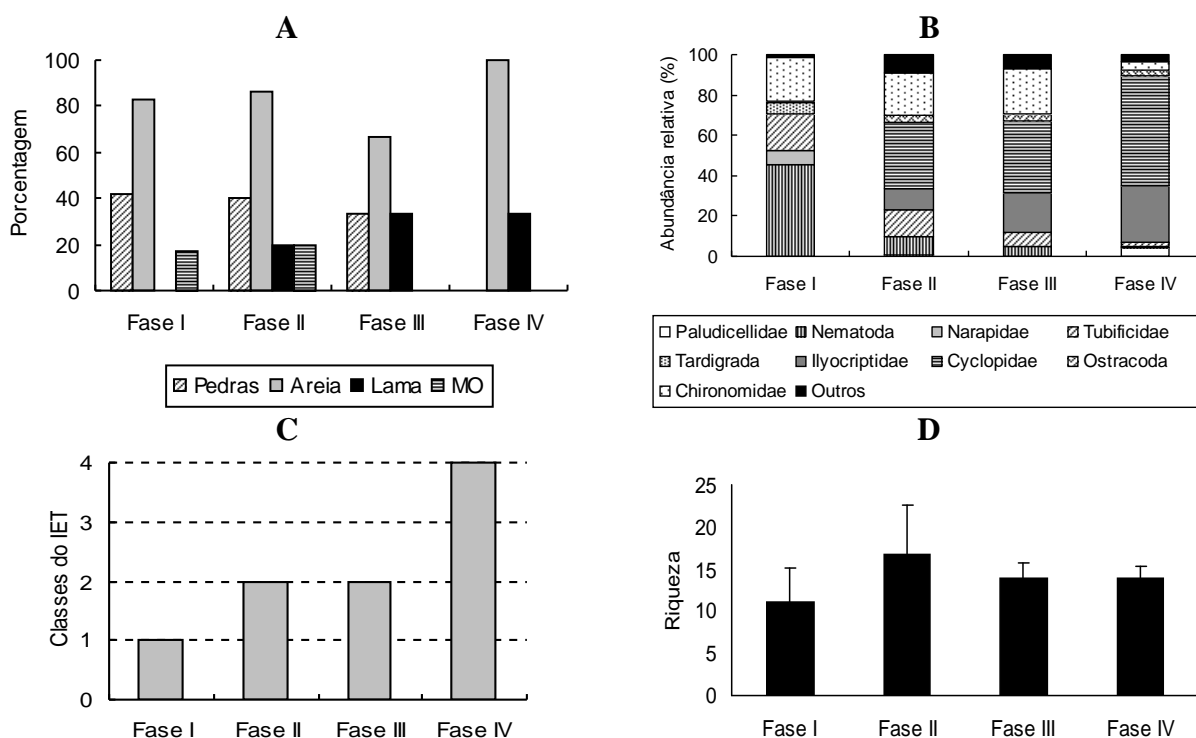 A
Porcentagem
100
80
60
40
20
0
Fase I Fase II Fase III Fase IV
Pedras Areia Lama MO
B
Abundância relativa (%)
100
80
60
40
20
0
Fase I Fase II Fase III Fase IV
Paludicellidae Nematoda Narapidae Tubificidae
Tardigrada Ilyocriptidae Cyclopidae Ostracoda
Chironomidae Outros
C
Classes do IET
4
3
2
1
0
Fase I Fase II Fase III Fase IV
D
Riqueza
25
20
15
10
5
0
Fase I Fase II Fase III Fase IV